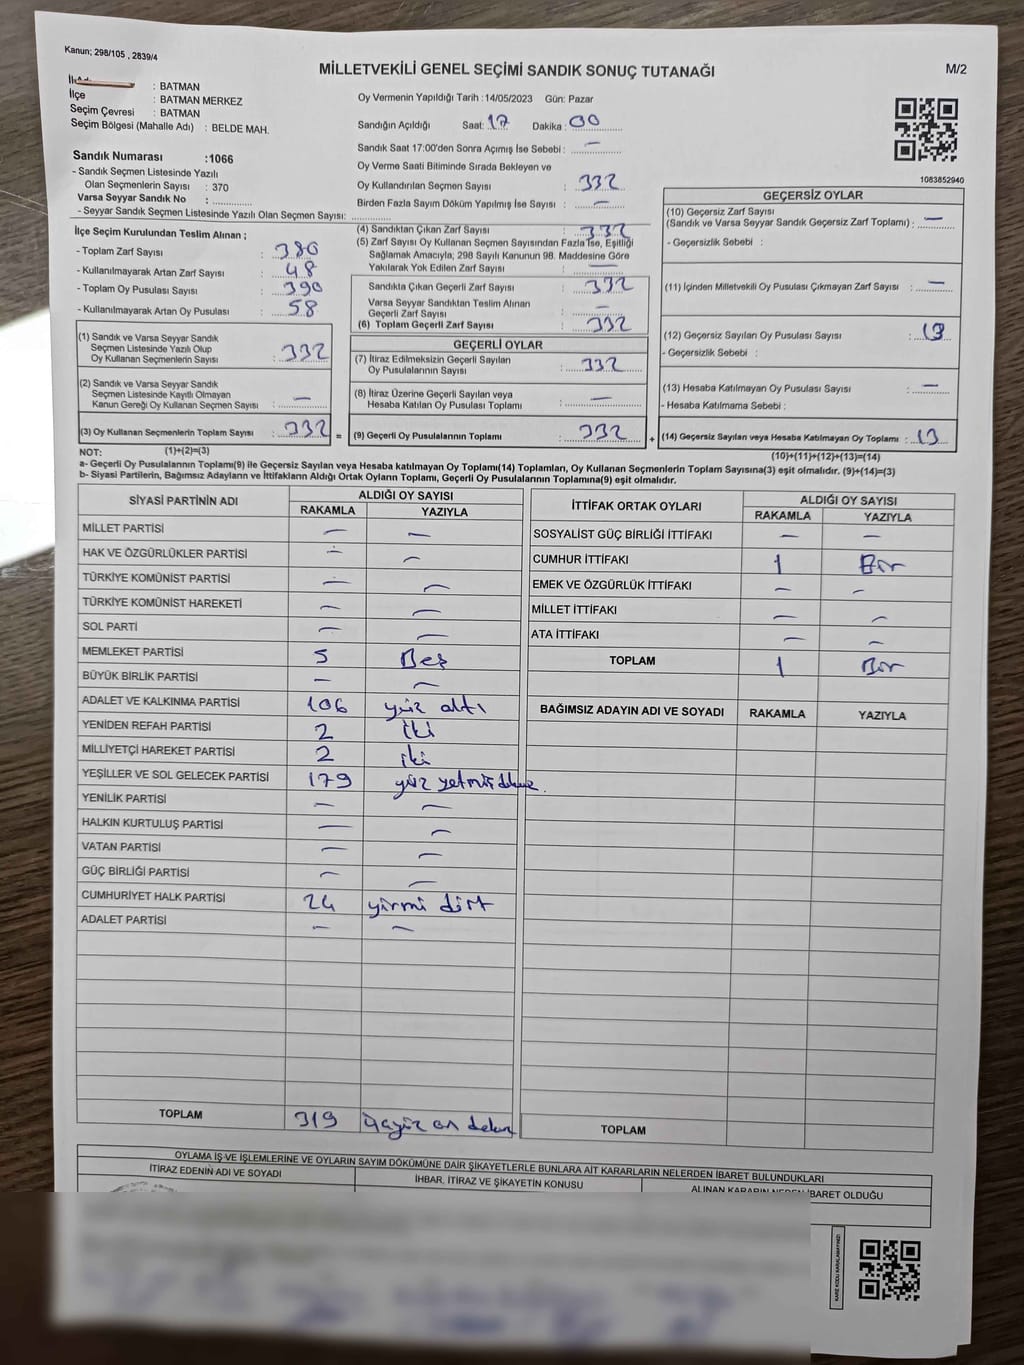 Kanun; 298/105 , 2839/4
MİLLETVEKİLİ GENEL SEÇİMİ SANDIK SONUÇ TUTANAĞI
M/2
: BATMAN
İlçe : BATMAN MERKEZ
Seçim Çevresi : BATMAN
Seçim Bölgesi (Mahalle Adı) : BELDE MAH.
Oy Vermenin Yapıldığı Tarih :14/05/2023 Gün: Pazar
Sandığın Açıldığı Saat: 17 Dakika : 00
Sandık Saat 17:00'den Sonra Açımış İse Sebebi : —
Oy Verme Saati Bitiminde Sırada Bekleyen ve
Oy Kullandırılan Seçmen Sayısı : 332
Birden Fazla Sayım Döküm Yapılmış İse Sayısı : —
1083852940
Sandık Numarası :1066
- Sandık Seçmen Listesinde Yazılı
Olan Seçmenlerin Sayısı : 370
Varsa Seyyar Sandık No :
- Seyyar Sandık Seçmen Listesinde Yazılı Olan Seçmen Sayısı:
İlçe Seçim Kurulundan Teslim Alınan ;
- Toplam Zarf Sayısı : 380
- Kullanılmayarak Artan Zarf Sayısı : 48
- Toplam Oy Pusulası Sayısı : 390
- Kullanılmayarak Artan Oy Pusulası : 58
(1) Sandık ve Varsa Seyyar Sandık
Seçmen Listesinde Yazılı Olup
Oy Kullanan Seçmenlerin Sayısı : 332
(2) Sandık ve Varsa Seyyar Sandık
Seçmen Listesinde Kayıtlı Olmayan
Kanun Gereği Oy Kullanan Seçmen Sayısı : —
(3) Oy Kullanan Seçmenlerin Toplam Sayısı : 332
(4) Sandıktan Çıkan Zarf Sayısı : 332
(5) Zarf Sayısı Oy Kullanan Seçmen Sayısından Fazla İse, Eşitliği
Sağlamak Amacıyla, 298 Sayılı Kanunun 98. Maddesine Göre
Yakılarak Yok Edilen Zarf Sayısı : —
Sandıkta Çıkan Geçerli Zarf Sayısı : 332
Varsa Seyyar Sandıktan Teslim Alınan
Geçerli Zarf Sayısı : —
(6) Toplam Geçerli Zarf Sayısı : 332
GEÇERLİ OYLAR
(7) İtiraz Edilmeksizin Geçerli Sayılan
Oy Pusulalarının Sayısı : 332
(8) İtiraz Üzerine Geçerli Sayılan veya
Hesaba Katılan Oy Pusulası Toplamı : —
= (9) Geçerli Oy Pusulalarının Toplamı : 332
GEÇERSİZ OYLAR
(10) Geçersiz Zarf Sayısı
(Sandık ve Varsa Seyyar Sandık Geçersiz Zarf Toplamı) : —
- Geçersizlik Sebebi :
(11) İçinden Milletvekili Oy Pusulası Çıkmayan Zarf Sayısı : —
(12) Geçersiz Sayılan Oy Pusulası Sayısı : 13
- Geçersizlik Sebebi :
(13) Hesaba Katılmayan Oy Pusulası Sayısı : —
- Hesaba Katılmama Sebebi :
+ (14) Geçersiz Sayılan veya Hesaba Katılmayan Oy Toplamı : 13
NOT: (1)+(2)=(3) (10)+(11)+(12)+(13)=(14)
a- Geçerli Oy Pusulalarının Toplamı(9) ile Geçersiz Sayılan veya Hesaba katılmayan Oy Toplamı(14) Toplamları, Oy Kullanan Seçmenlerin Toplam Sayısına(3) eşit olmalıdır. (9)+(14)=(3)
b- Siyasi Partilerin, Bağımsız Adayların ve İttifakların Aldığı Ortak Oyların Toplamı, Geçerli Oy Pusulalarının Toplamına(9) eşit olmalıdır.
SİYASİ PARTİNİN ADI ALDIĞI OY SAYISI
RAKAMLA YAZIYLA
MİLLET PARTİSİ — —
HAK VE ÖZGÜRLÜKLER PARTİSİ — —
TÜRKİYE KOMÜNİST PARTİSİ — —
TÜRKİYE KOMÜNİST HAREKETİ — —
SOL PARTİ — —
MEMLEKET PARTİSİ 5 Beş
BÜYÜK BİRLİK PARTİSİ — —
ADALET VE KALKINMA PARTİSİ 106 yüz altı
YENİDEN REFAH PARTİSİ 2 iki
MİLLİYETÇİ HAREKET PARTİSİ 2 iki
YEŞİLLER VE SOL GELECEK PARTİSİ 179 yüz yetmiş dokuz
YENİLİK PARTİSİ — —
HALKIN KURTULUŞ PARTİSİ — —
VATAN PARTİSİ — —
GÜÇ BİRLİĞİ PARTİSİ — —
CUMHURİYET HALK PARTİSİ 24 yirmi dört
ADALET PARTİSİ — —
TOPLAM 319 üçyüz on dokuz
İTTİFAK ORTAK OYLARI ALDIĞI OY SAYISI
RAKAMLA YAZIYLA
SOSYALİST GÜÇ BİRLİĞİ İTTİFAKI — —
CUMHUR İTTİFAKI 1 Bir
EMEK VE ÖZGÜRLÜK İTTİFAKI — —
MİLLET İTTİFAKI — —
ATA İTTİFAKI — —
TOPLAM 1 Bir
BAĞIMSIZ ADAYIN ADI VE SOYADI RAKAMLA YAZIYLA
TOPLAM
OYLAMA İŞ VE İŞLEMLERİNE VE OYLARIN SAYIM DÖKÜMÜNE DAİR ŞİKAYETLERLE BUNLARA AİT KARARLARIN NELERDEN İBARET BULUNDUKLARI
İTİRAZ EDENİN ADI VE SOYADI İHBAR, İTİRAZ VE ŞİKAYETİN KONUSU ALINAN KARARIN NEDEN İBARET OLDUĞU
KARE KODU KARALAMAYINIZ!